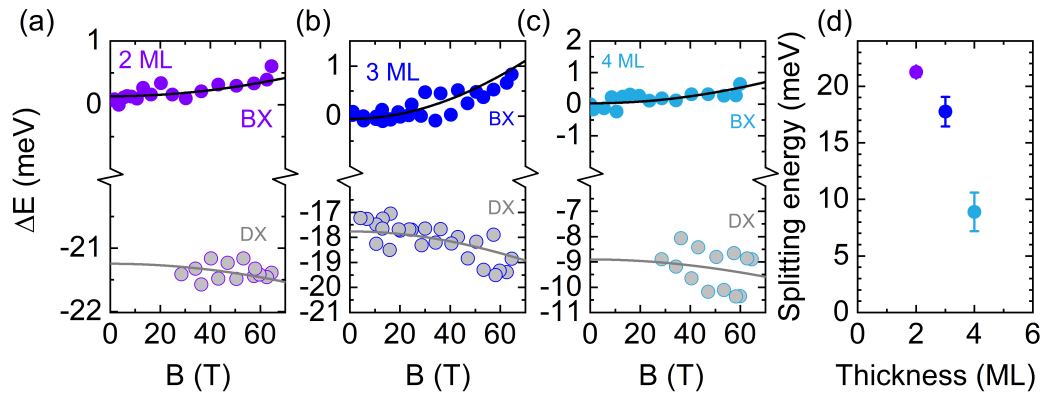 (a)
(b)
(c)
(d)
ΔE (meV)
1
0
-21
-22
2 ML
BX
DX
0 20 40 60
B (T)
1
0
-17
-18
-19
-20
-21
3 ML
BX
DX
0 20 40 60
B (T)
2
1
0
-1
-7
-8
-9
-10
-11
4 ML
BX
DX
0 20 40 60
B (T)
Splitting energy (meV)
20
15
10
5
0
0 2 4 6
Thickness (ML)